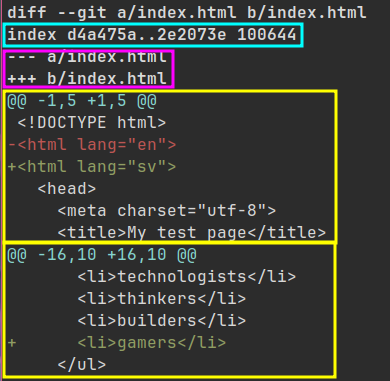 diff --git a/index.html b/index.html
index d4a475a..2e2073e 100644
--- a/index.html
+++ b/index.html
@@ -1,5 +1,5 @@
 <!DOCTYPE html>
-<html lang="en">
+<html lang="sv">
   <head>
     <meta charset="utf-8">
     <title>My test page</title>
@@ -16,10 +16,10 @@
       <li>technologists</li>
       <li>thinkers</li>
       <li>builders</li>
+      <li>gamers</li>
     </ul>